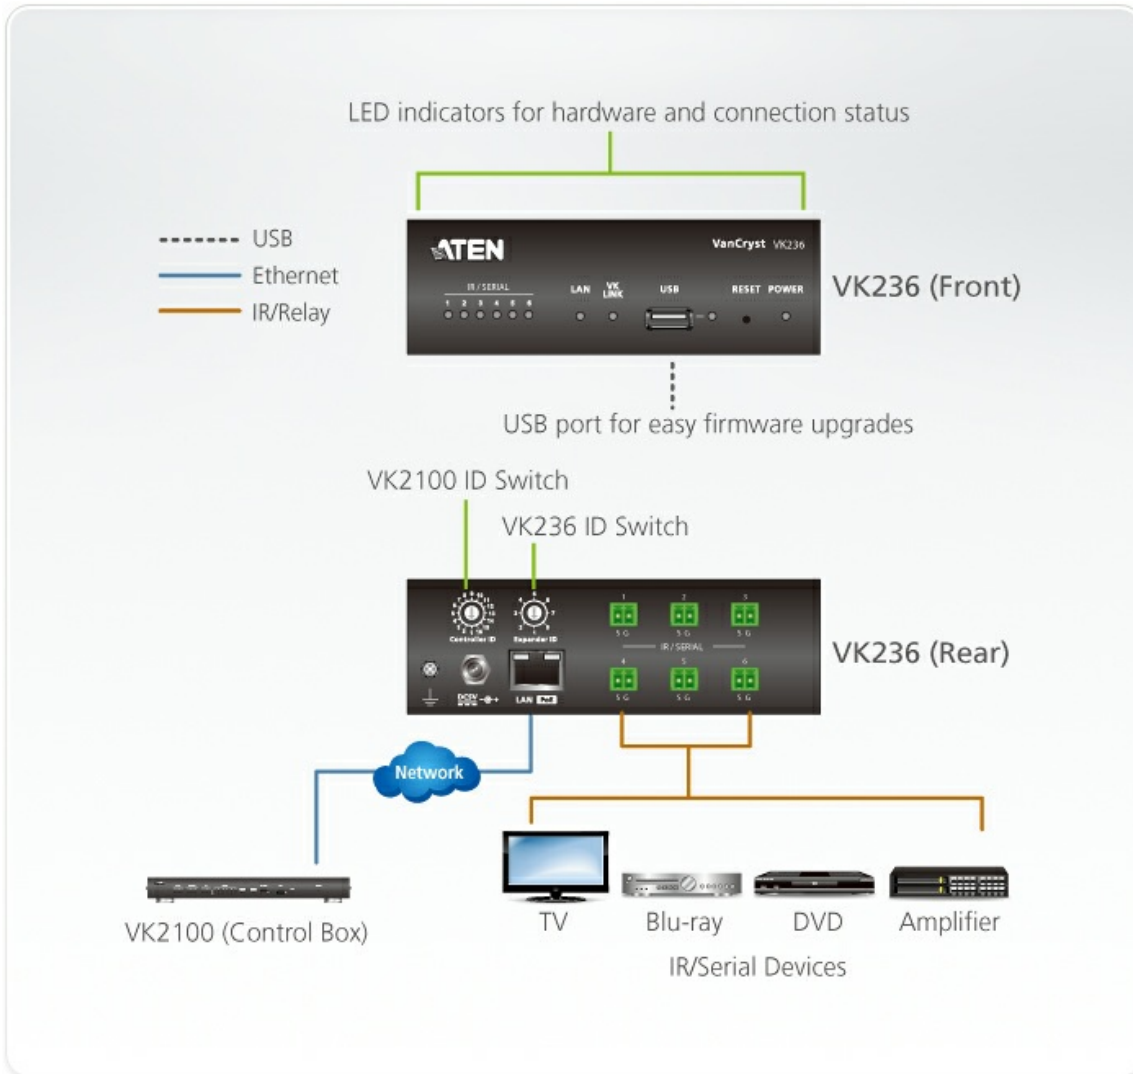 LED indicators for hardware and connection status
USB
Ethernet
IR/Relay
ATEN
VanCryst VK236
IR / SERIAL
1 2 3 4 5 6
LAN
VK LINK
USB
RESET
POWER
VK236 (Front)
USB port for easy firmware upgrades
VK2100 ID Switch
VK236 ID Switch
Controller ID
Expander ID
1 2 3
S G S G S G
IR / SERIAL
4 5 6
S G S G S G
DC5V
LAN PoE
VK236 (Rear)
Network
VK2100 (Control Box)
TV
Blu-ray
DVD
Amplifier
IR/Serial Devices